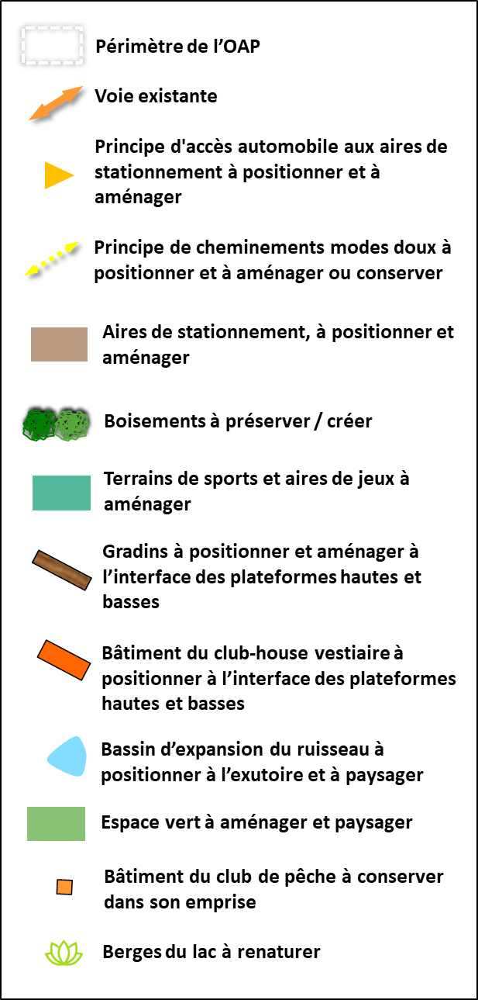 Périmètre de l’OAP
Voie existante
Principe d'accès automobile aux aires de
stationnement à positionner et à
aménager
Principe de cheminements modes doux à
positionner et à aménager ou conserver
Aires de stationnement, à positionner et
aménager
Boisements à préserver / créer
Terrains de sports et aires de jeux à
aménager
Gradins à positionner et aménager à
l’interface des plateformes hautes et
basses
Bâtiment du club-house vestiaire à
positionner à l’interface des plateformes
hautes et basses
Bassin d’expansion du ruisseau à
positionner à l’exutoire et à paysager
Espace vert à aménager et paysager
Bâtiment du club de pêche à conserver
dans son emprise
Berges du lac à renaturer